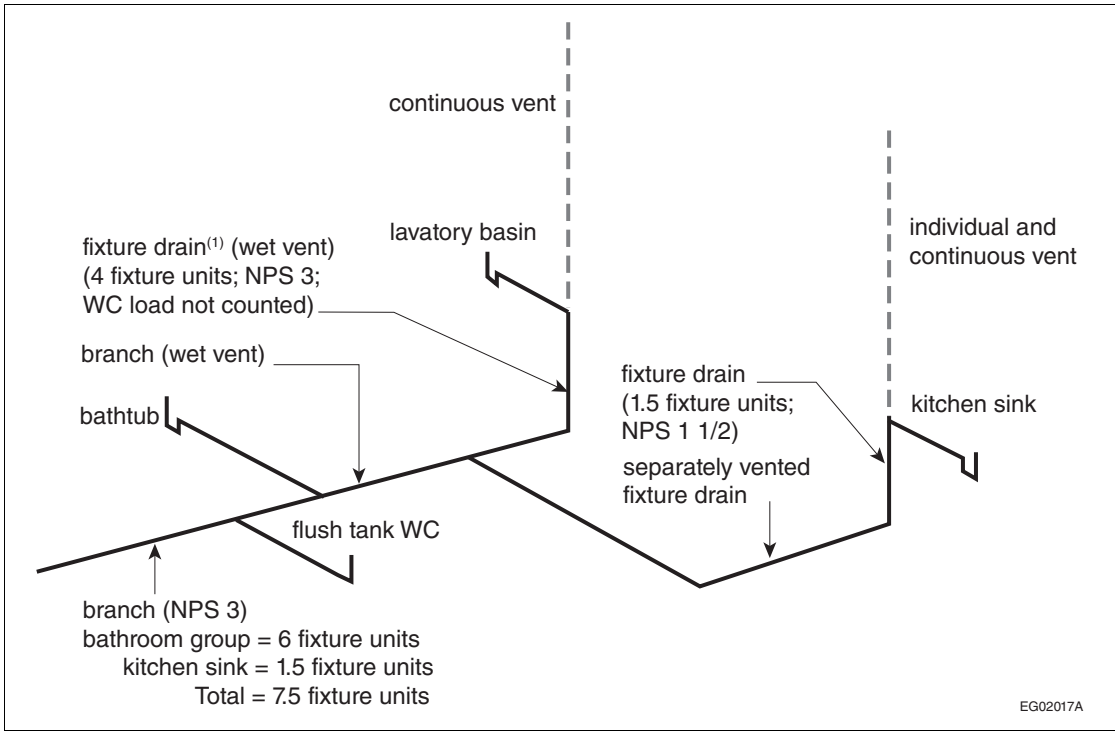 continuous vent
fixture drain(1) (wet vent)
(4 fixture units; NPS 3;
WC load not counted)
lavatory basin
individual and
continuous vent
branch (wet vent)
bathtub
fixture drain
(1.5 fixture units;
NPS 1 1/2)
kitchen sink
separately vented
fixture drain
flush tank WC
branch (NPS 3)
bathroom group = 6 fixture units
kitchen sink = 1.5 fixture units
Total = 7.5 fixture units
EG02017A